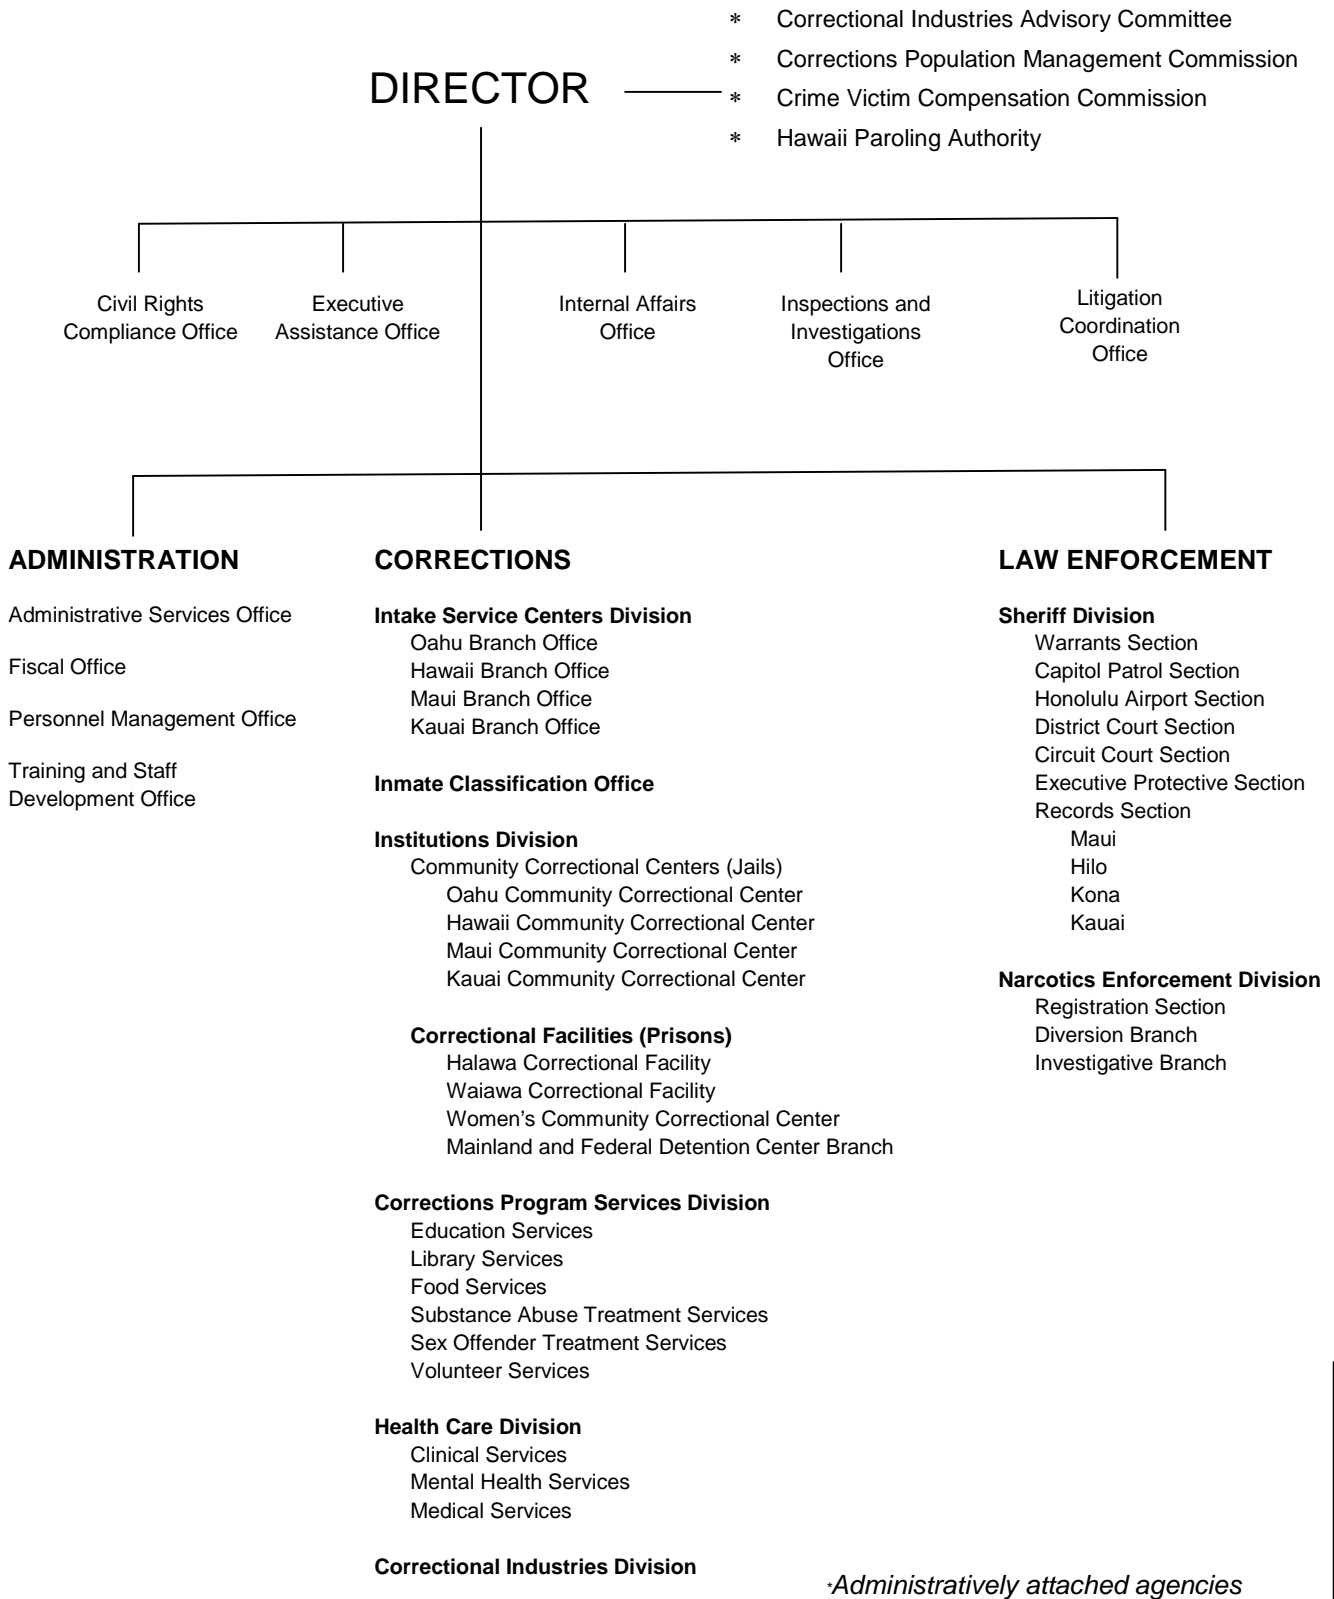 * Correctional Industries Advisory Committee
* Corrections Population Management Commission
DIRECTOR
* Crime Victim Compensation Commission
* Hawaii Paroling Authority
Civil Rights
Compliance Office
Executive
Assistance Office
Internal Affairs
Office
Inspections and
Investigations
Office
Litigation
Coordination
Office
ADMINISTRATION
Administrative Services Office
Fiscal Office
Personnel Management Office
Training and Staff
Development Office
CORRECTIONS
Intake Service Centers Division
Oahu Branch Office
Hawaii Branch Office
Maui Branch Office
Kauai Branch Office
Inmate Classification Office
Institutions Division
Community Correctional Centers (Jails)
Oahu Community Correctional Center
Hawaii Community Correctional Center
Maui Community Correctional Center
Kauai Community Correctional Center
Correctional Facilities (Prisons)
Halawa Correctional Facility
Waiawa Correctional Facility
Women’s Community Correctional Center
Mainland and Federal Detention Center Branch
Corrections Program Services Division
Education Services
Library Services
Food Services
Substance Abuse Treatment Services
Sex Offender Treatment Services
Volunteer Services
Health Care Division
Clinical Services
Mental Health Services
Medical Services
Correctional Industries Division
LAW ENFORCEMENT
Sheriff Division
Warrants Section
Capitol Patrol Section
Honolulu Airport Section
District Court Section
Circuit Court Section
Executive Protective Section
Records Section
Maui
Hilo
Kona
Kauai
Narcotics Enforcement Division
Registration Section
Diversion Branch
Investigative Branch
*Administratively attached agencies